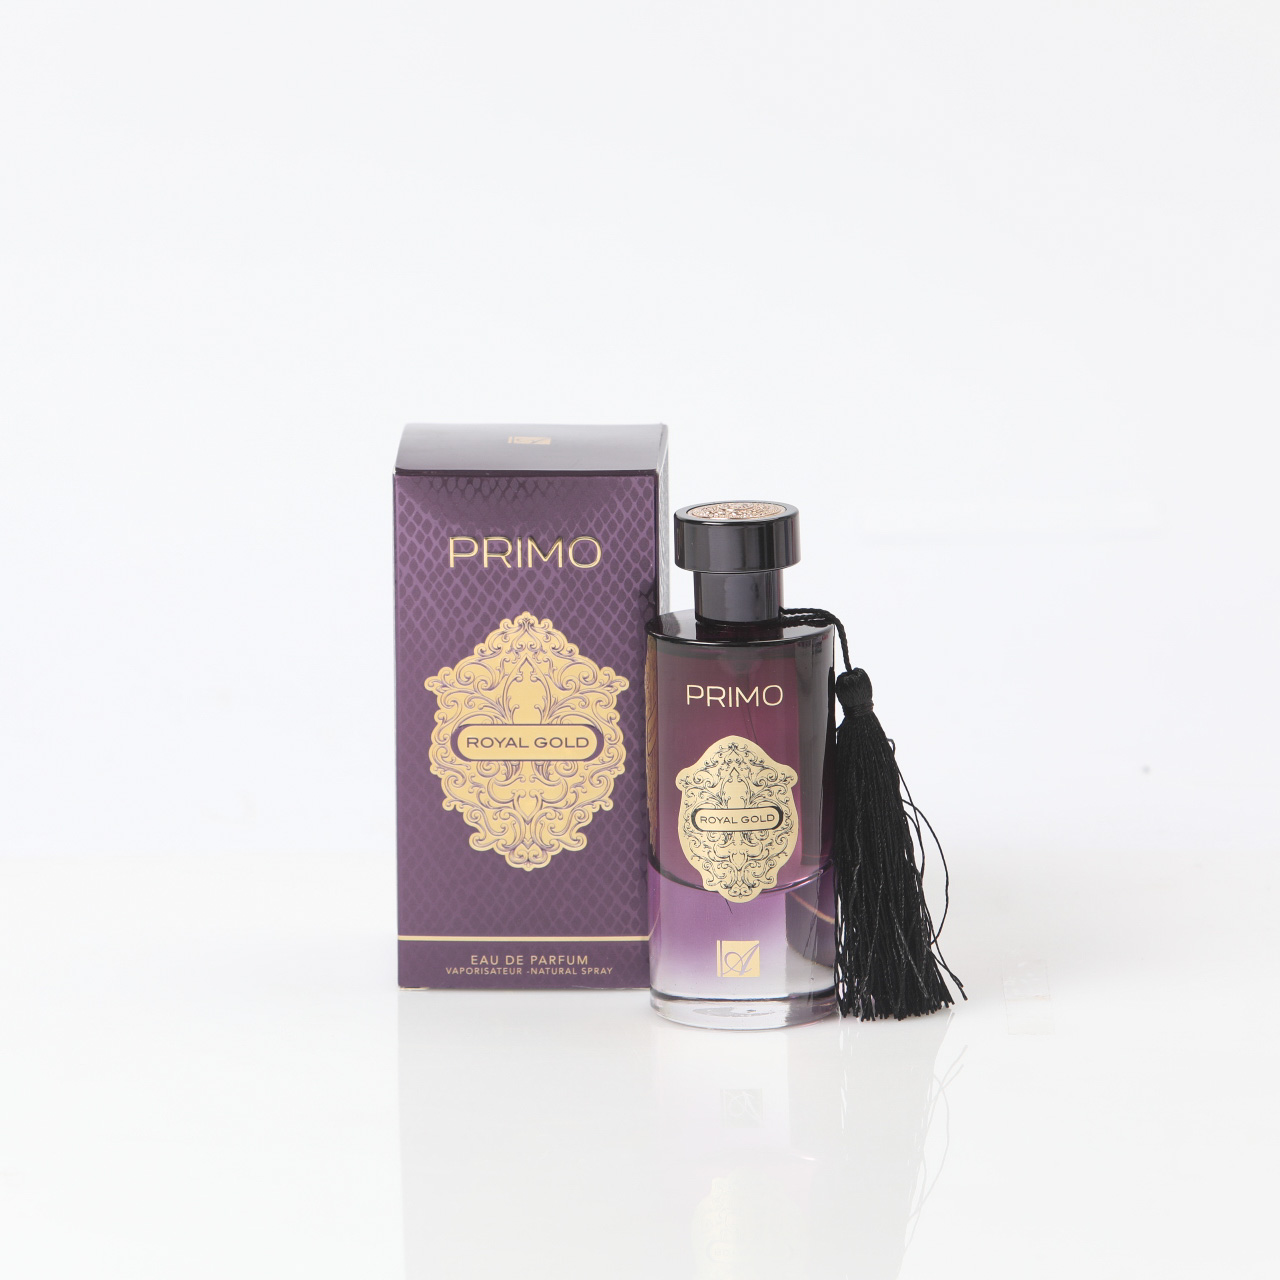 PRIMO
ROYAL GOLD
EAU DE PARFUM
VAPORISATEUR -NATURAL SPRAY
PRIMO
ROYAL GOLD
A